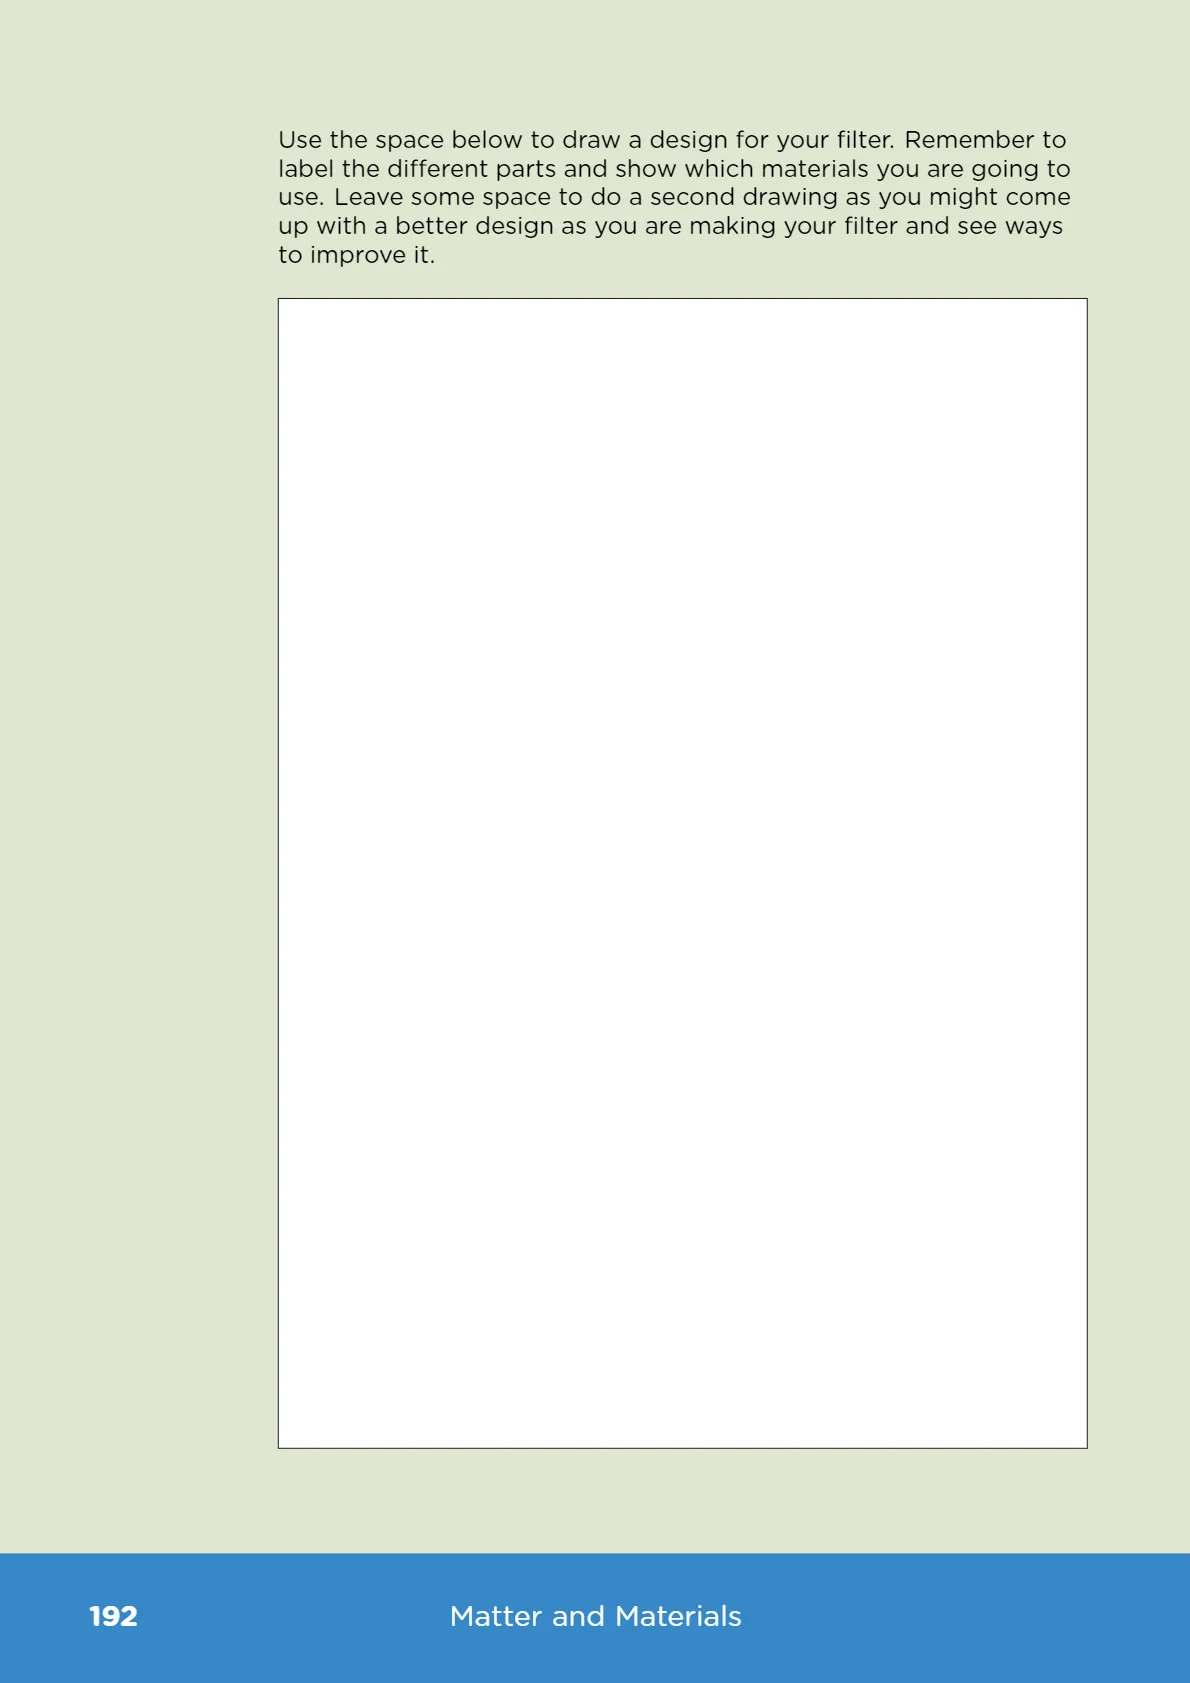 Use the space below to draw a design for your filter. Remember to
label the different parts and show which materials you are going to
use. Leave some space to do a second drawing as you might come
up with a better design as you are making your filter and see ways
to improve it.
192
Matter and Materials